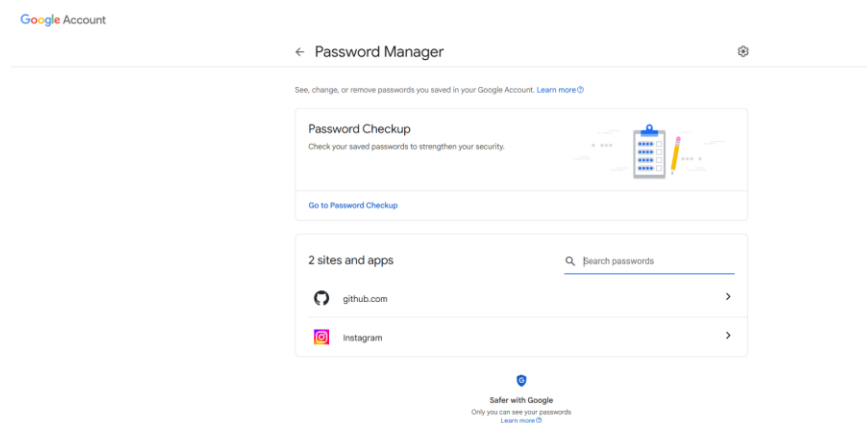 Google Account
Password Manager
See, change, or remove passwords you saved in your Google Account. Learn more
Password Checkup
Check your saved passwords to strengthen your security.
Go to Password Checkup
2 sites and apps
Search passwords
github.com
Instagram
Safer with Google
Only you can see your passwords
Learn more